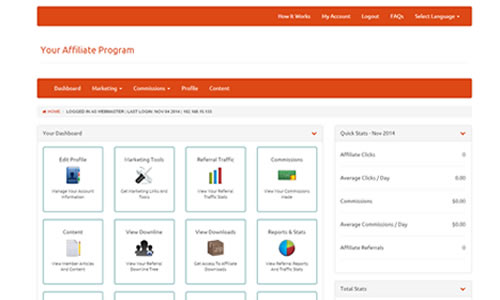 How It Works My Account Logout FAQs Select Language
Your Affiliate Program
Dashboard Marketing Commissions Profile Content
HOME LOGGED IN AS WEBMASTER | LAST LOGIN: NOV 04 2014 |
Your Dashboard
Quick Stats - Nov 2014
Edit Profile
Manage Your Account
Information
Marketing Tools
Get Marketing Links And
Tools
Referral Traffic
View Your Referral
Traffic Stats
Commissions
View Your Commissions
Made
Affiliate Clicks 0
Average Clicks / Day 0.00
Commissions $0.00
Average Commissions / Day $0.00
Affiliate Referrals 0
Content
View Member Articles
And Content
View Downline
View Your Referral
Downline Tree
View Downloads
Get Access To Affiliate
Downloads
Reports & Stats
View Referral Reports
And Traffic Stats
Total Stats